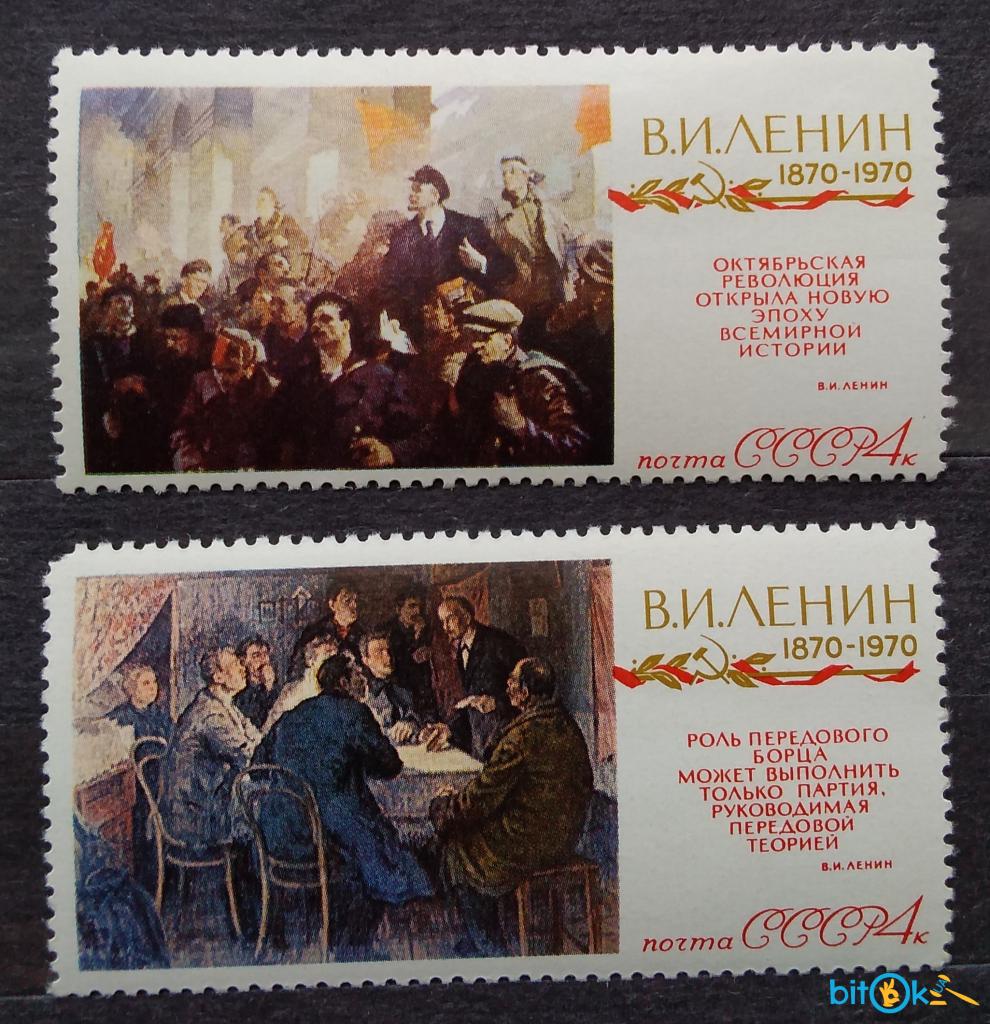 В.И.ЛЕНИН
1870-1970
ОКТЯБРЬСКАЯ
РЕВОЛЮЦИЯ
ОТКРЫЛА НОВУЮ
ЭПОХУ
ВСЕМИРНОЙ
ИСТОРИИ
В.И.ЛЕНИН
почта СССР 4к
В.И.ЛЕНИН
1870-1970
РОЛЬ ПЕРЕДОВОГО
БОРЦА
МОЖЕТ ВЫПОЛНИТЬ
ТОЛЬКО ПАРТИЯ,
РУКОВОДИМАЯ
ПЕРЕДОВОЙ
ТЕОРИЕЙ
В.И.ЛЕНИН
почта СССР 4к
bitOk UA